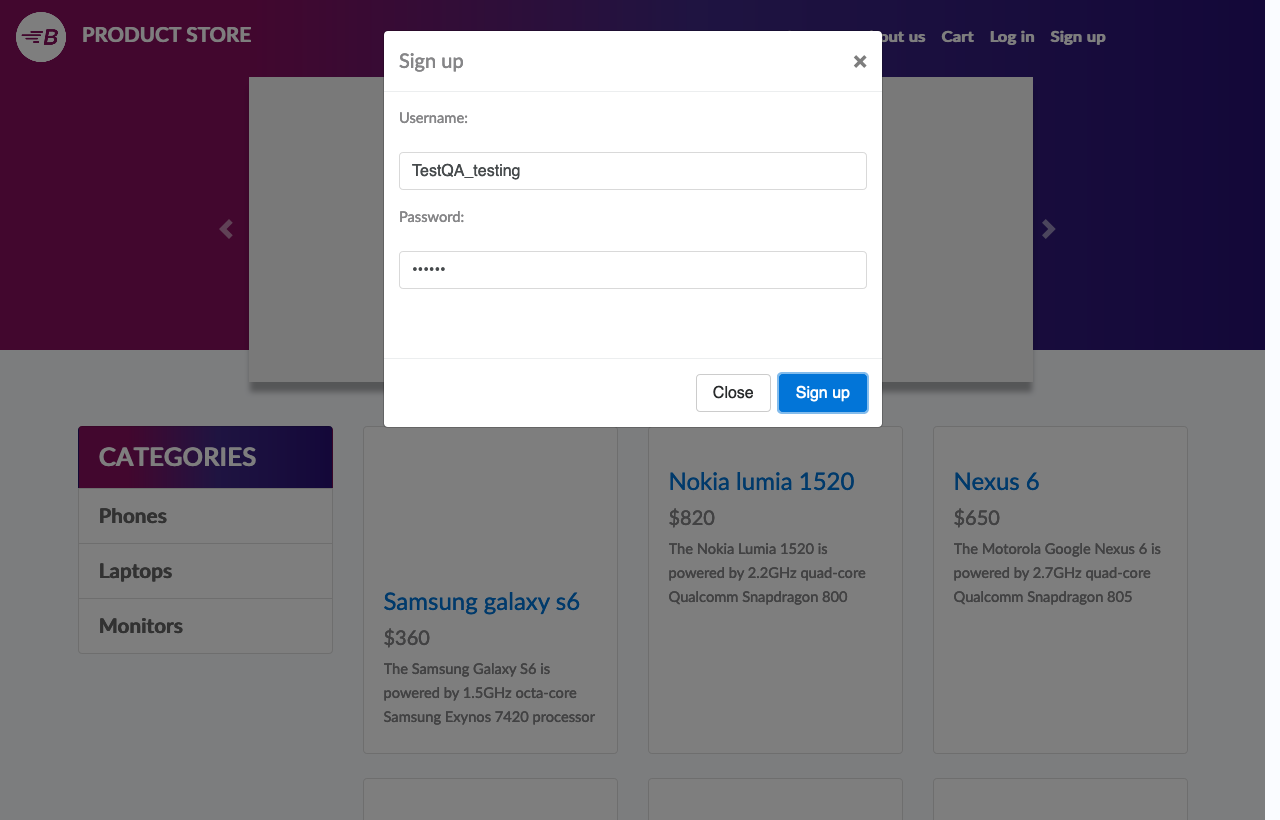 B PRODUCT STORE
out us Cart Log in Sign up
Sign up ×
Username:
TestQA_testing
Password:
••••••
Close Sign up
CATEGORIES
Phones
Laptops
Monitors
Samsung galaxy s6
$360
The Samsung Galaxy S6 is
powered by 1.5GHz octa-core
Samsung Exynos 7420 processor
Nokia lumia 1520
$820
The Nokia Lumia 1520 is
powered by 2.2GHz quad-core
Qualcomm Snapdragon 800
Nexus 6
$650
The Motorola Google Nexus 6 is
powered by 2.7GHz quad-core
Qualcomm Snapdragon 805